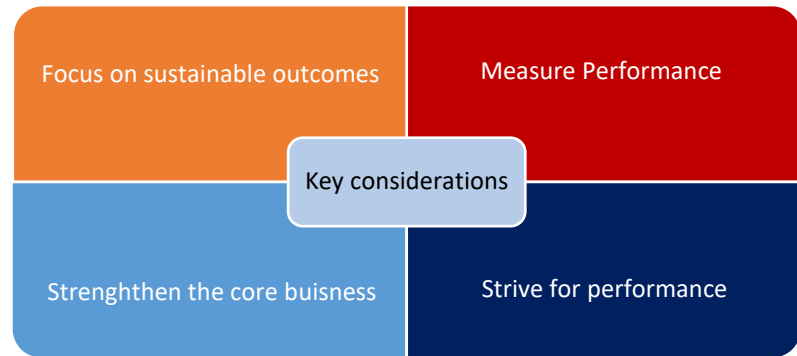 Focus on sustainable outcomes
Measure Performance
Key considerations
Strenghthen the core buisness
Strive for performance